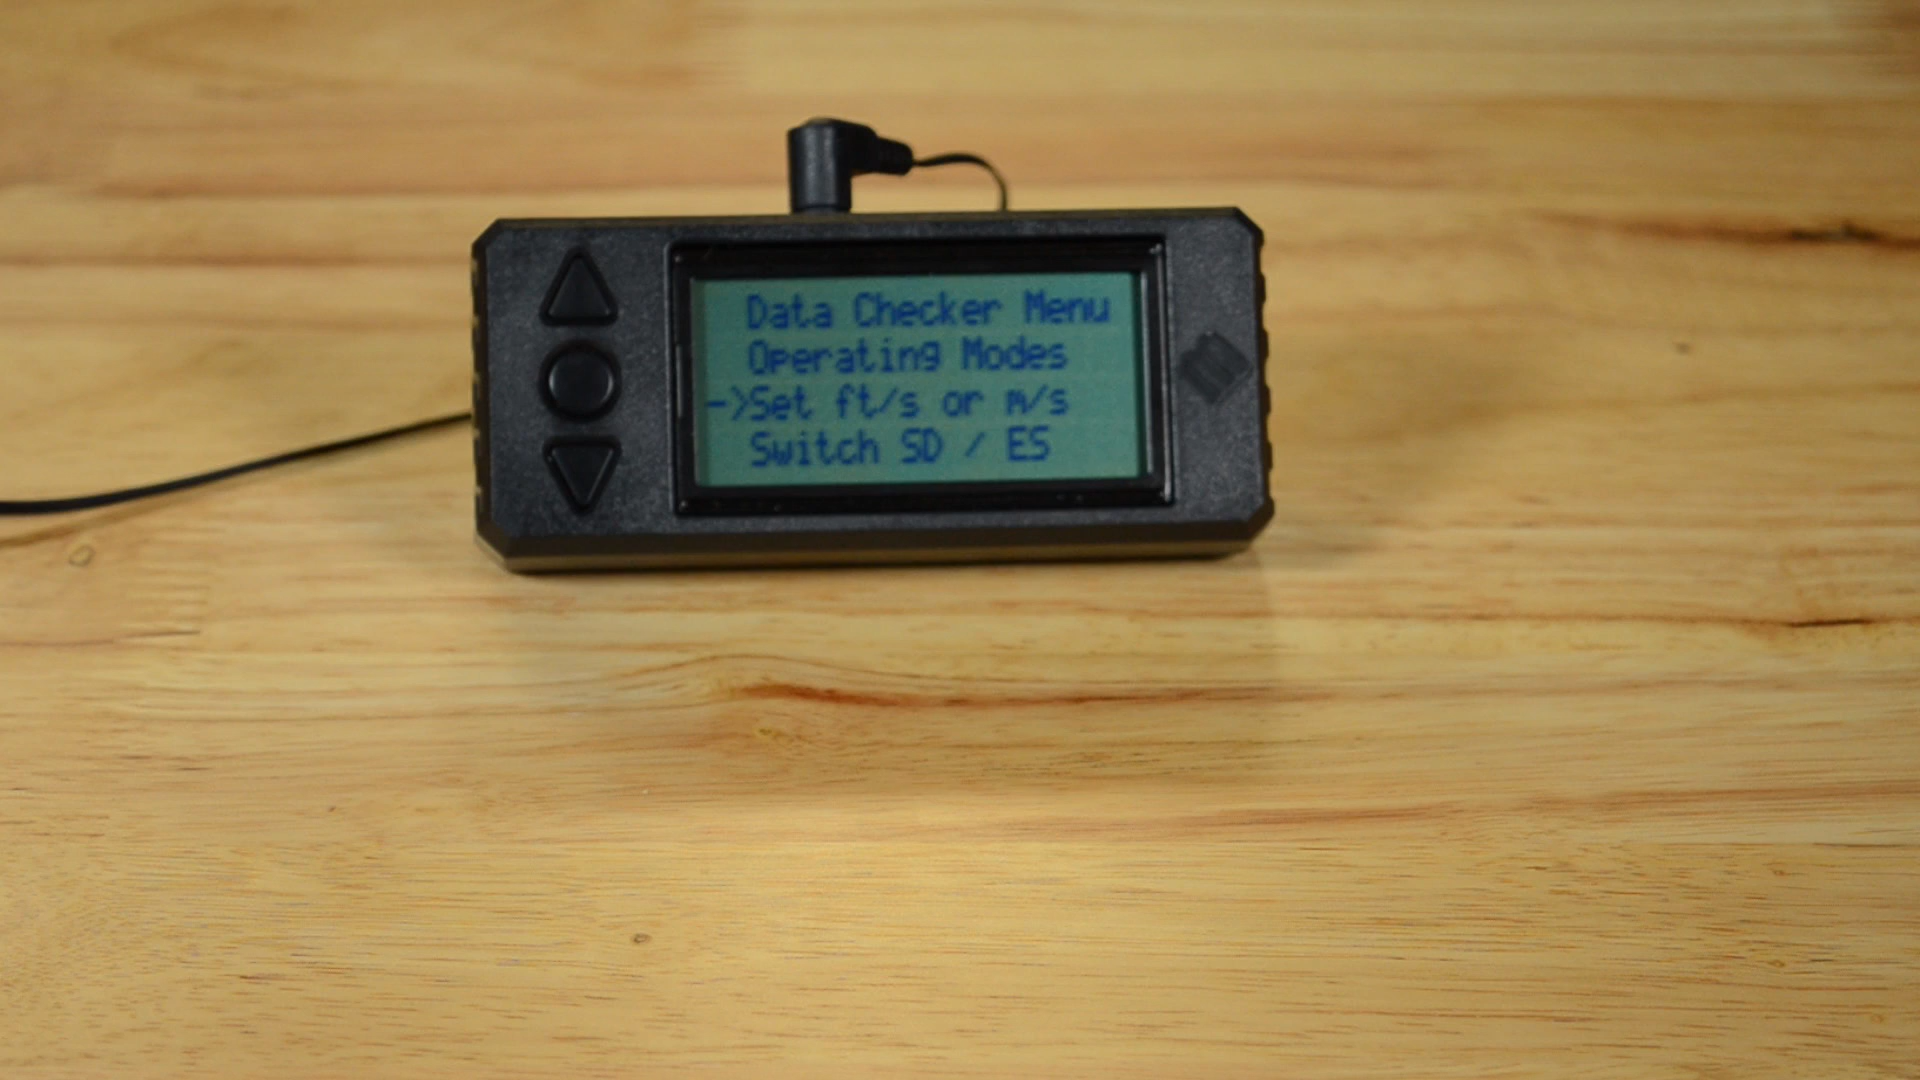 Data Checker Menu
Operating Modes
->Set ft/s or m/s
Switch SD / ES